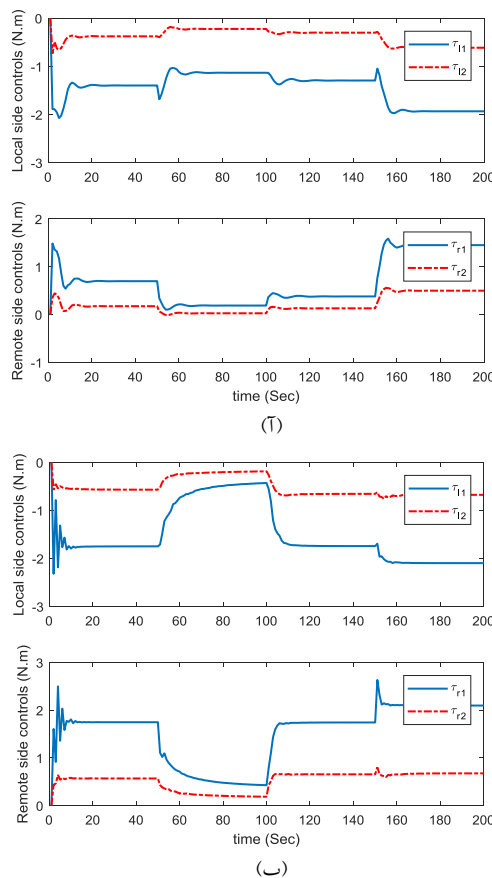 Local side controls (N.m)
0
-1
-2
-3
τl1
τl2
0 20 40 60 80 100 120 140 160 180 200
Remote side controls (N.m)
2
1
0
-1
τr1
τr2
0 20 40 60 80 100 120 140 160 180 200
time (Sec)
(آ)
Local side controls (N.m)
0
-1
-2
-3
τl1
τl2
0 20 40 60 80 100 120 140 160 180 200
Remote side controls (N.m)
3
2
1
0
τr1
τr2
0 20 40 60 80 100 120 140 160 180 200
time (Sec)
(ب)